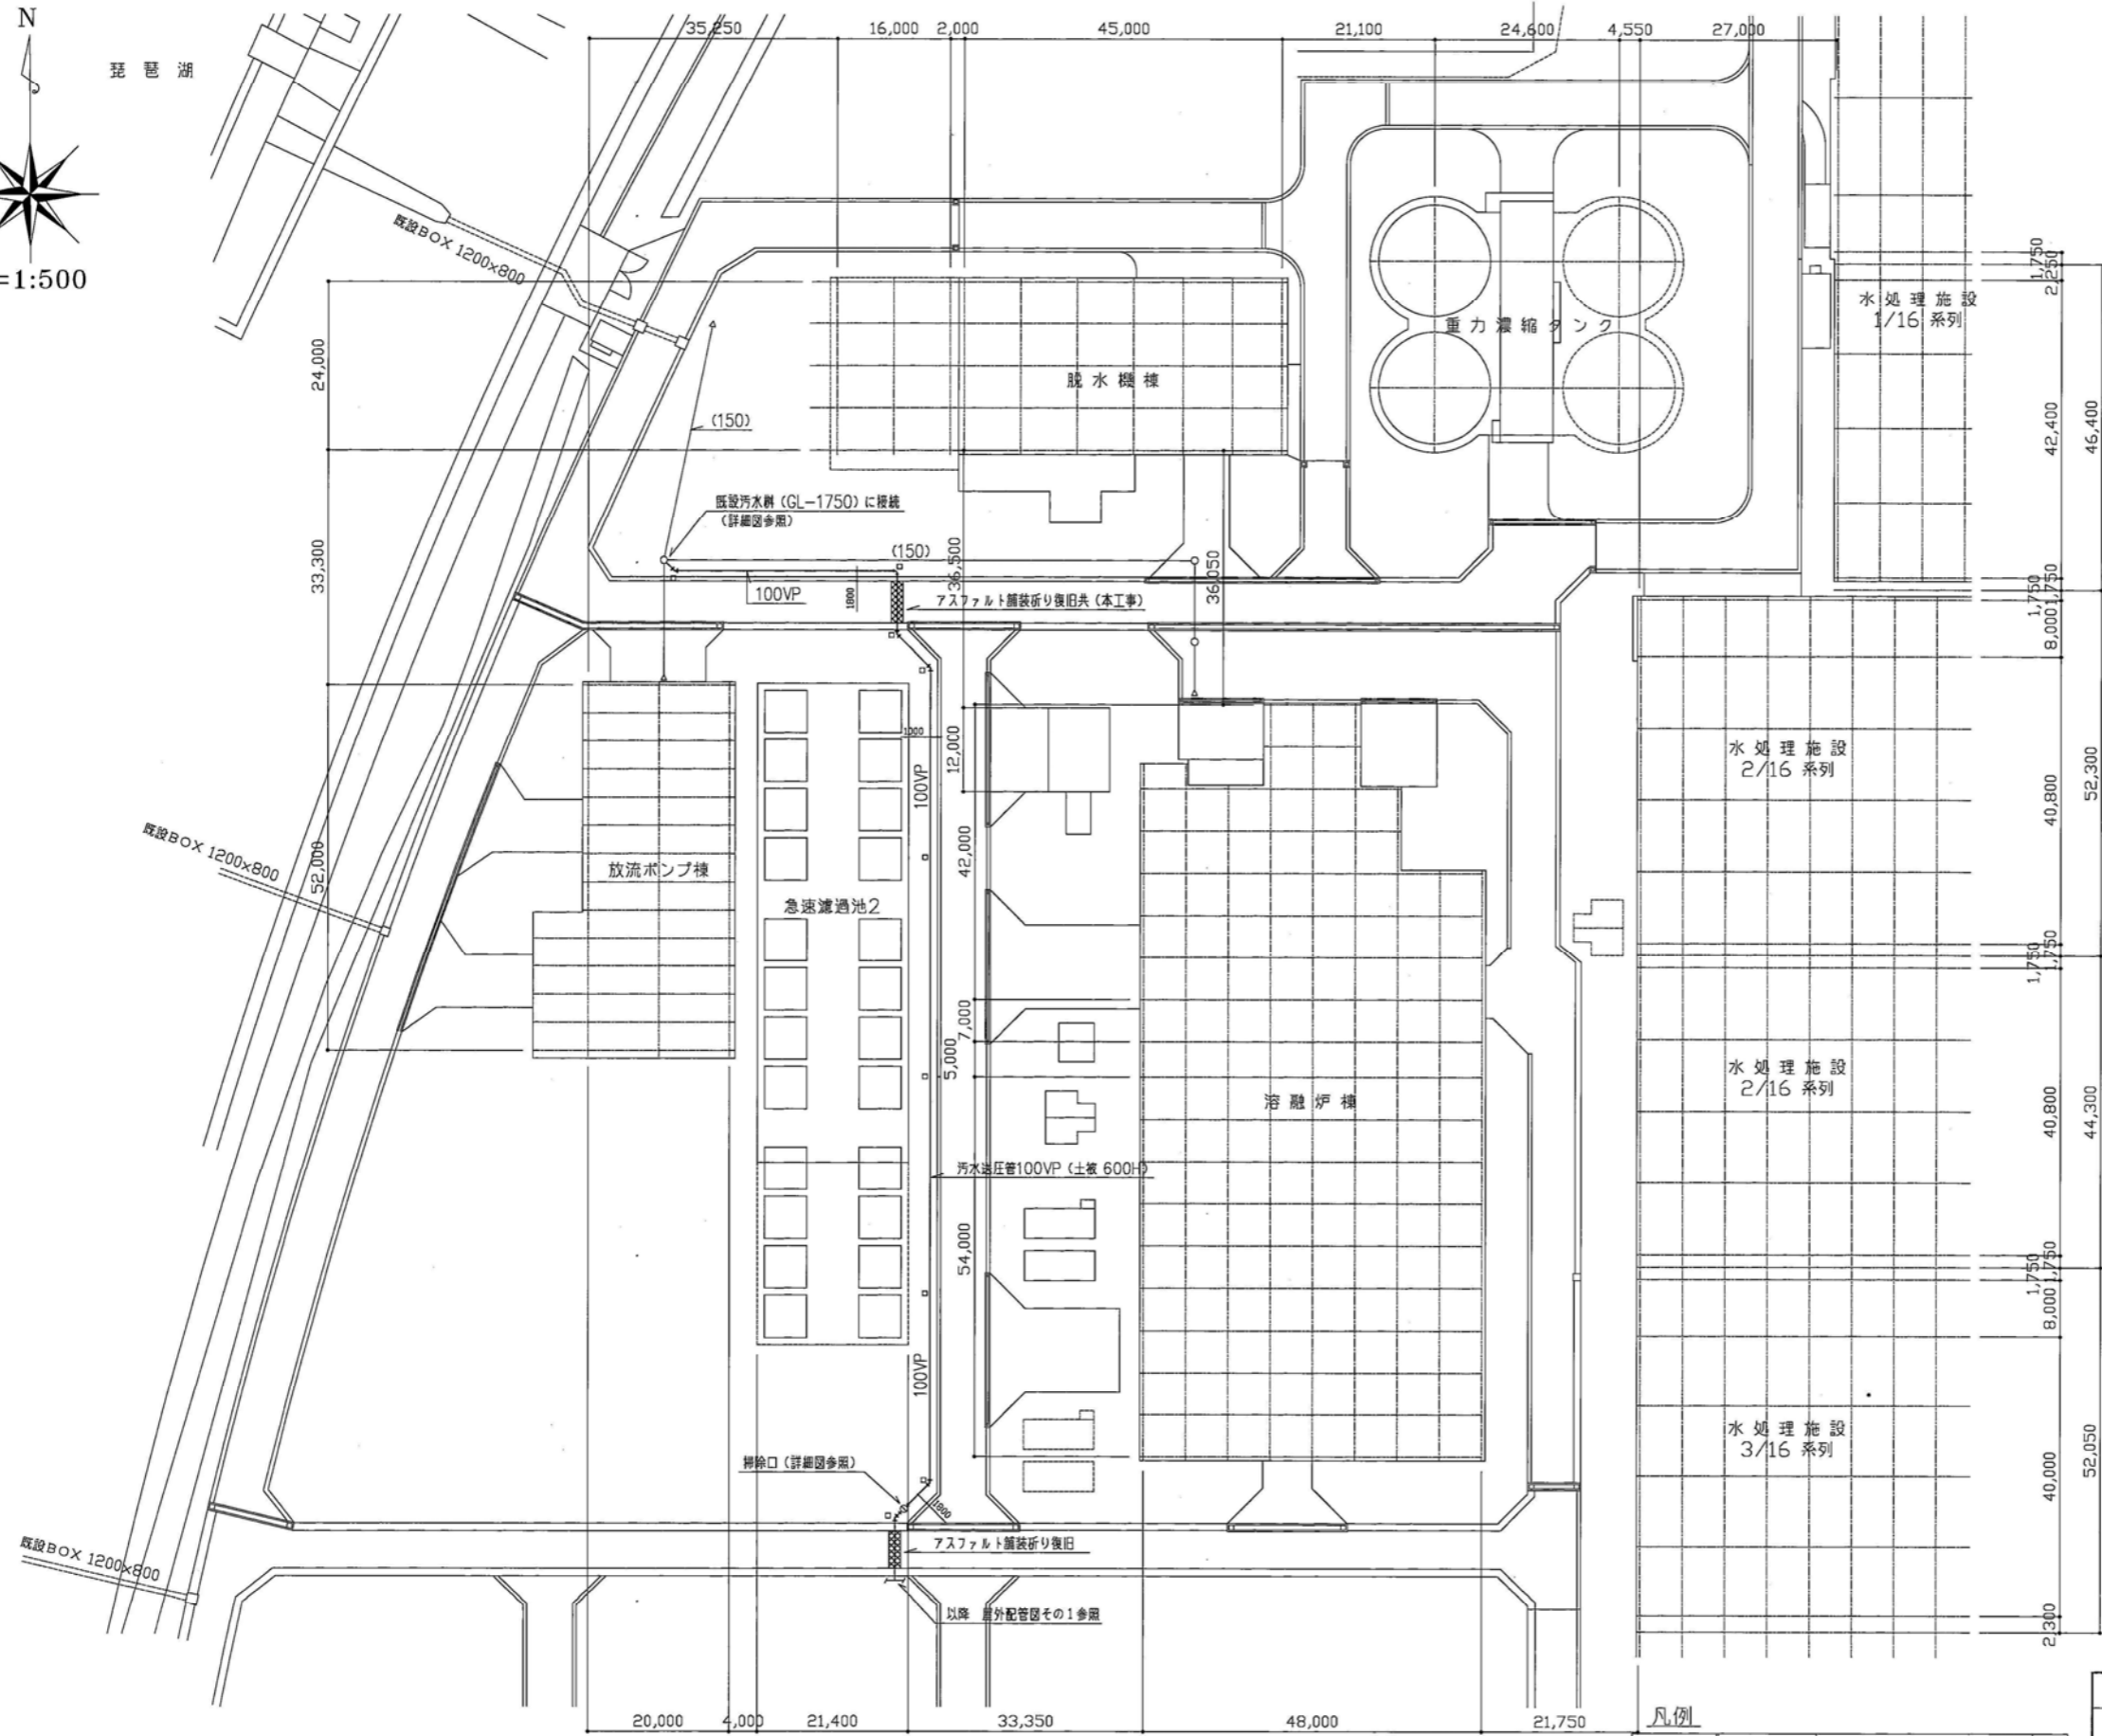 N
琵琶湖
=1:500
35,250
16,000
2,000
45,000
21,100
24,600
4,550
27,000
既設BOX 1200×800
水処理施設
1/16 系列
重力濃縮タンク
脱水機棟
24,000
33,300
52,000
(150)
既設汚水桝（GL-1750）に接続
（詳細図参照）
(150)
100VP
1800
36,500
36,050
アスファルト舗装斫り復旧共（本工事）
1,750
2,250
42,400
46,400
1,750
1,750
8,000
水処理施設
2/16 系列
40,800
52,300
1000
100VP
12,000
42,000
既設BOX 1200×800
放流ポンプ棟
急速濾過池2
1,750
1,750
7,000
5,000
溶融炉棟
水処理施設
2/16 系列
40,800
44,300
汚水送圧管100VP（土被 600H）
54,000
1,750
1,750
8,000
100VP
水処理施設
3/16 系列
40,000
52,050
掃除口（詳細図参照）
1800
アスファルト舗装斫り復旧
既設BOX 1200×800
以降 屋外配管図その1参照
2,300
20,000
4,000
21,400
33,350
48,000
21,750
凡例